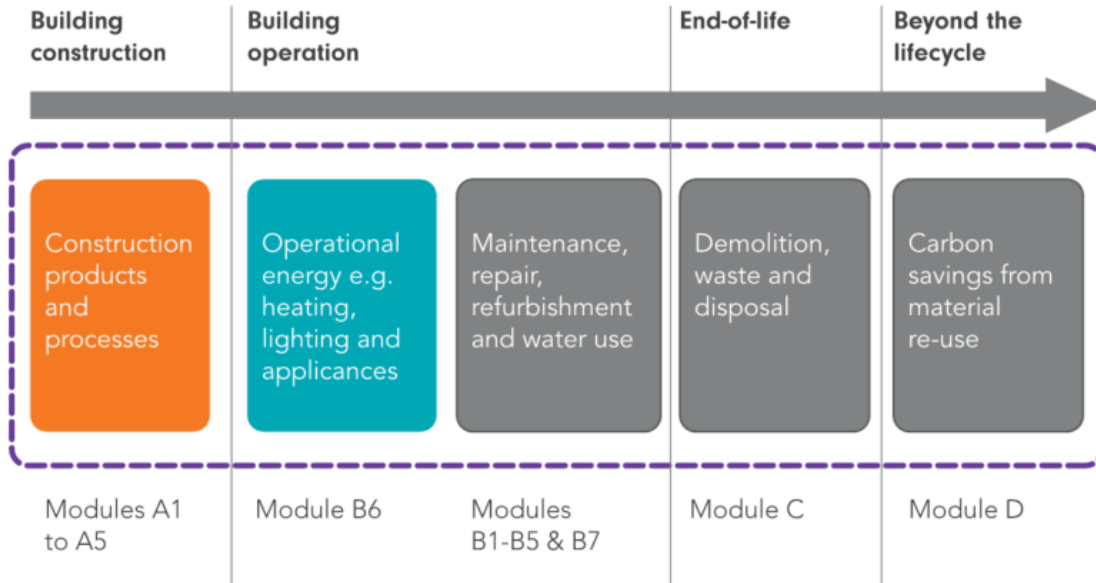 Building
construction
Building
operation
End-of-life
Beyond the
lifecycle
Construction
products
and
processes
Operational
energy e.g.
heating,
lighting and
applicances
Maintenance,
repair,
refurbishment
and water use
Demolition,
waste and
disposal
Carbon
savings from
material
re-use
Modules A1
to A5
Module B6
Modules
B1-B5 & B7
Module C
Module D